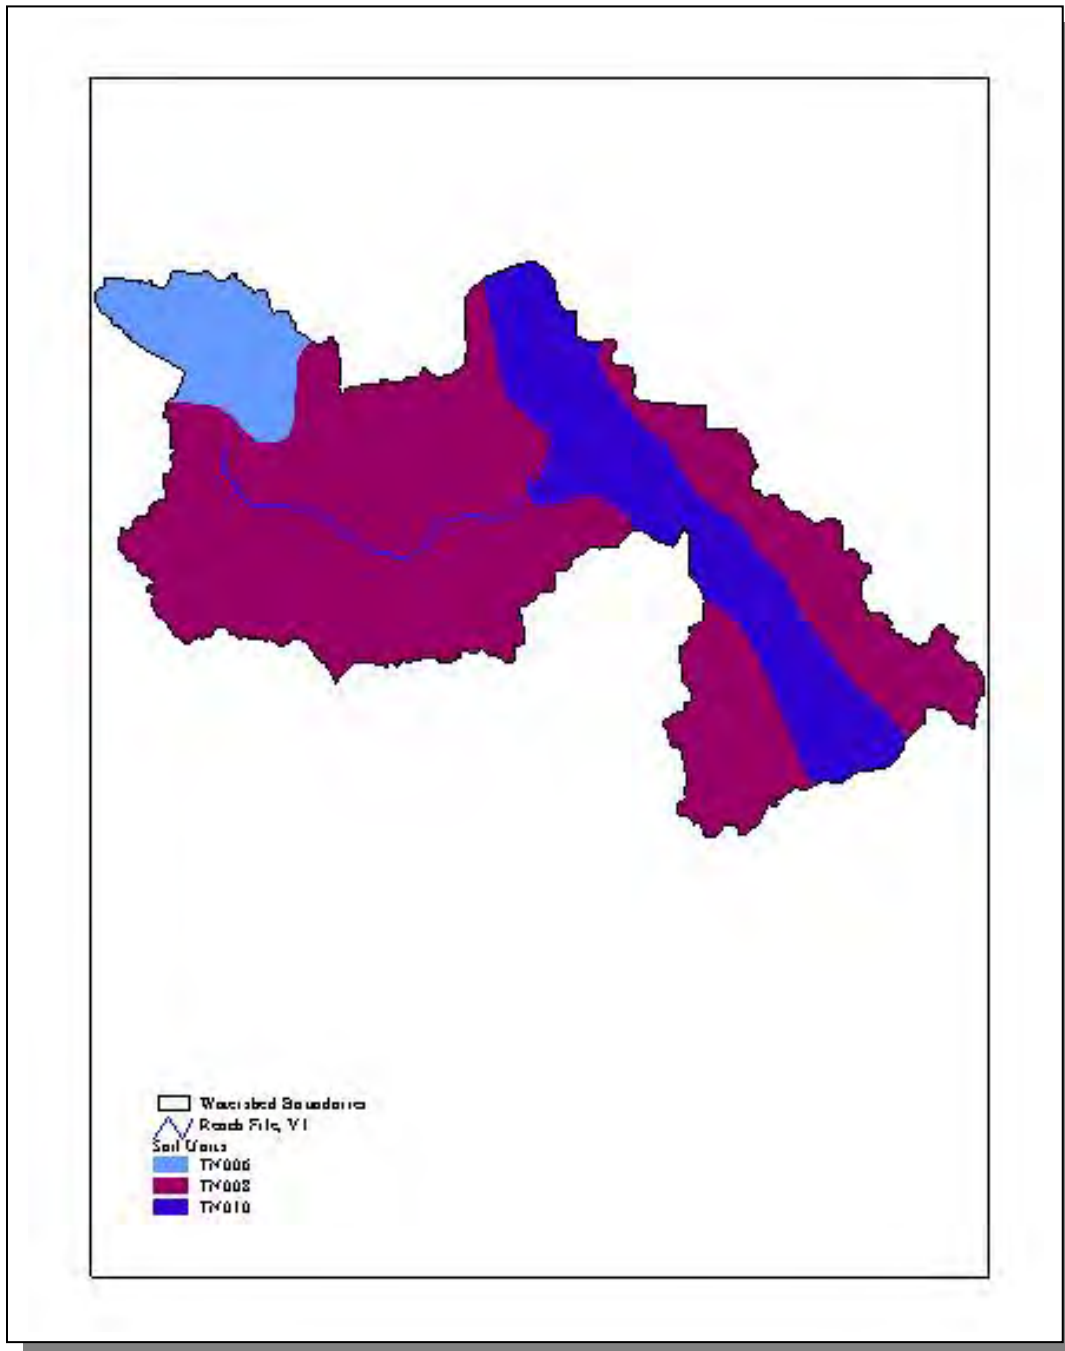 Watershed Boundaries
Reach File, V1
Soil Units
TN006
TN008
TN010